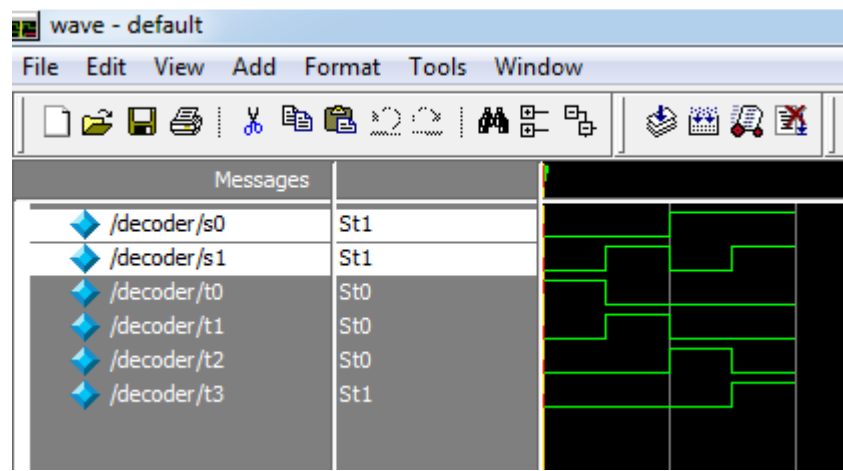 wave - default
File Edit View Add Format Tools Window
Messages
/decoder/s0 St1
/decoder/s1 St1
/decoder/t0 St0
/decoder/t1 St0
/decoder/t2 St0
/decoder/t3 St1